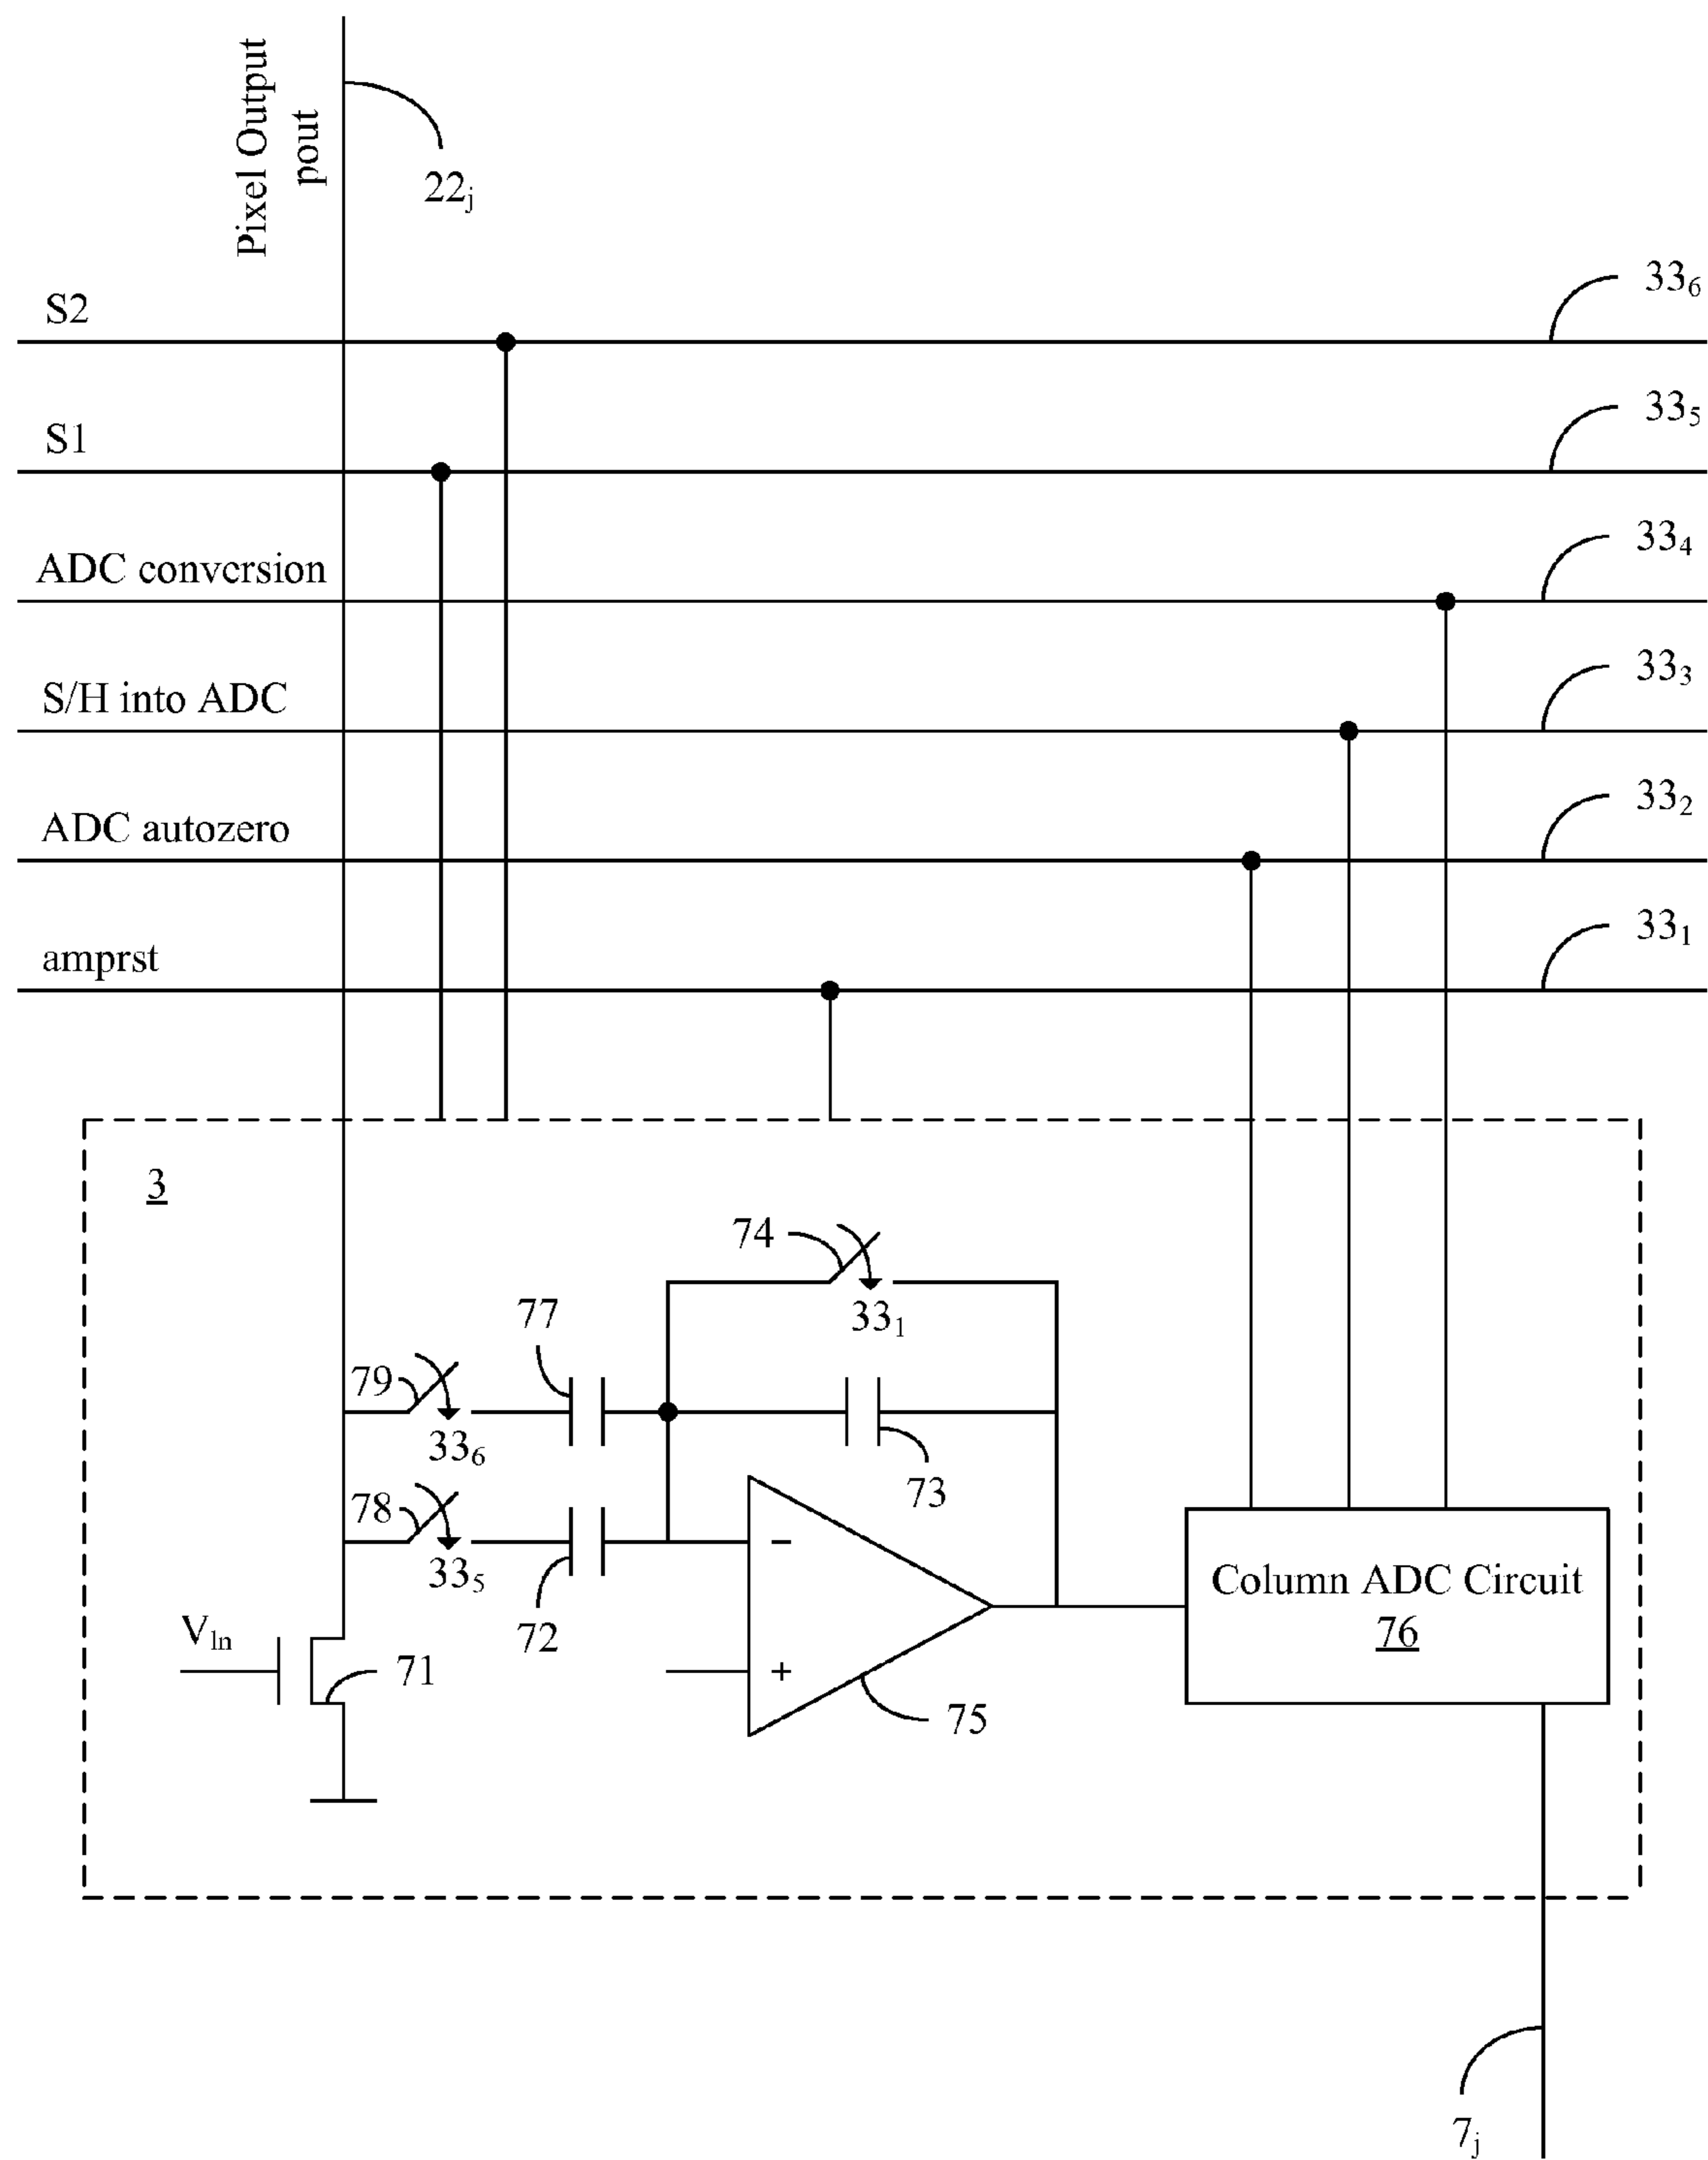 Pixel Output
pout
22j
S2
33₆
S1
33₅
ADC conversion
33₄
S/H into ADC
33₃
ADC autozero
33₂
amprst
33₁
3
74
33₁
77
79
33₆
73
78
33₅
72
−
+
Vln
71
75
Column ADC Circuit
76
7j